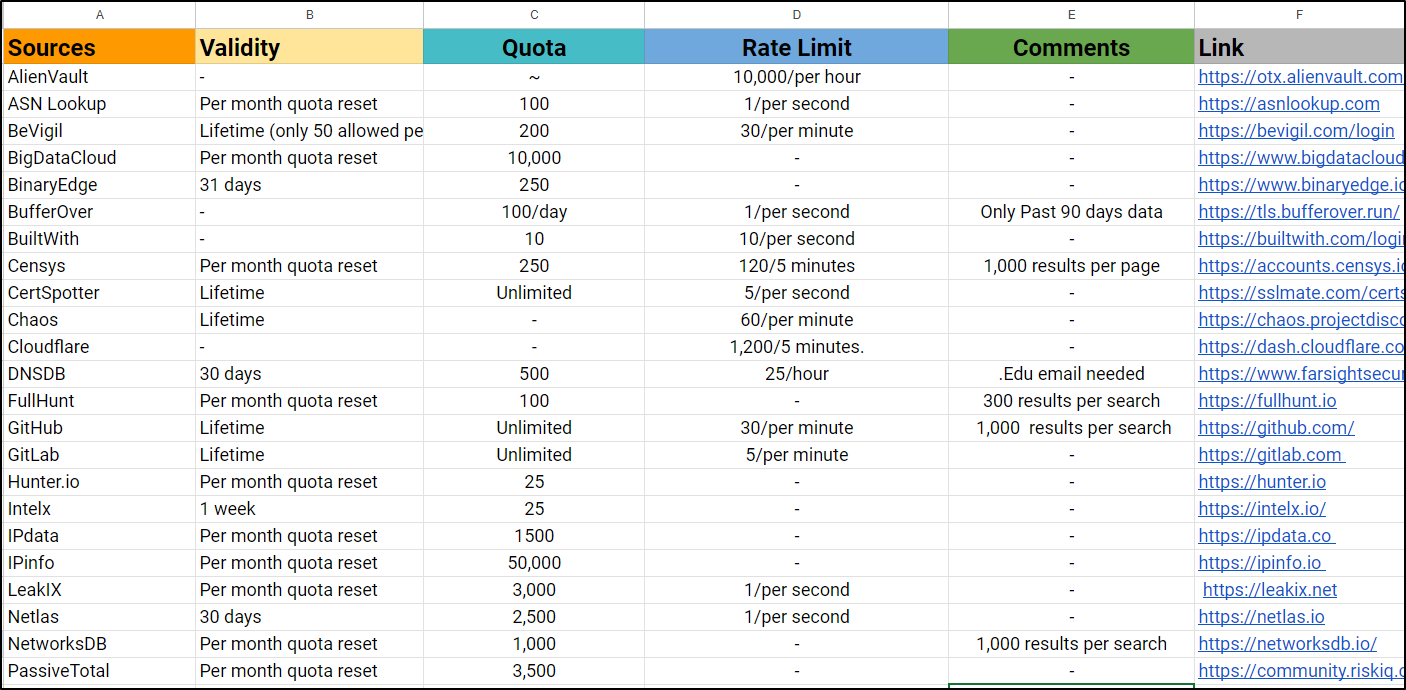 A B C D E F
Sources Validity Quota Rate Limit Comments Link
AlienVault - ~ 10,000/per hour - https://otx.alienvault.com
ASN Lookup Per month quota reset 100 1/per second - https://asnlookup.com
BeVigil Lifetime (only 50 allowed pe 200 30/per minute - https://bevigil.com/login
BigDataCloud Per month quota reset 10,000 - - https://www.bigdatacloud
BinaryEdge 31 days 250 - - https://www.binaryedge.io
BufferOver - 100/day 1/per second Only Past 90 days data https://tls.bufferover.run/
BuiltWith - 10 10/per second - https://builtwith.com/logi
Censys Per month quota reset 250 120/5 minutes 1,000 results per page https://accounts.censys.io
CertSpotter Lifetime Unlimited 5/per second - https://sslmate.com/certs
Chaos Lifetime - 60/per minute - https://chaos.projectdisco
Cloudflare - - 1,200/5 minutes. - https://dash.cloudflare.co
DNSDB 30 days 500 25/hour .Edu email needed https://www.farsightsecur
FullHunt Per month quota reset 100 - 300 results per search https://fullhunt.io
GitHub Lifetime Unlimited 30/per minute 1,000 results per search https://github.com/
GitLab Lifetime Unlimited 5/per minute - https://gitlab.com
Hunter.io Per month quota reset 25 - - https://hunter.io
Intelx 1 week 25 - - https://intelx.io/
IPdata Per month quota reset 1500 - - https://ipdata.co
IPinfo Per month quota reset 50,000 - - https://ipinfo.io
LeakIX Per month quota reset 3,000 1/per second - https://leakix.net
Netlas 30 days 2,500 1/per second - https://netlas.io
NetworksDB Per month quota reset 1,000 - 1,000 results per search https://networksdb.io/
PassiveTotal Per month quota reset 3,500 - - https://community.riskiq.c